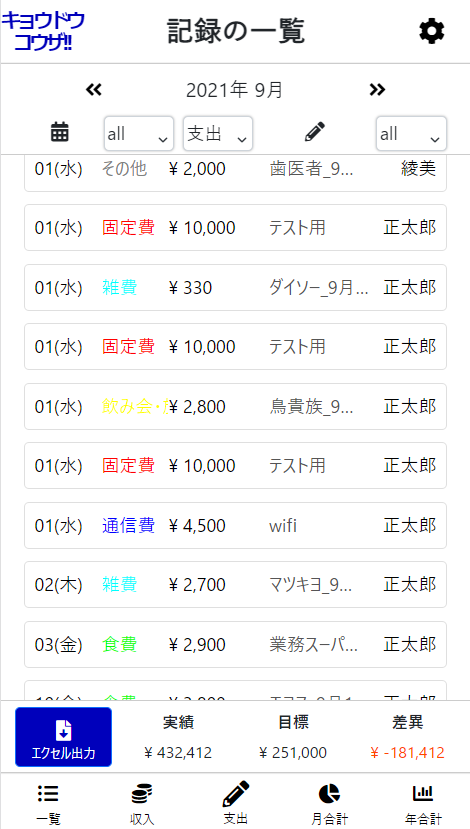 キョウドウ
コウザ!!
記録の一覧
2021年 9月
all
支出
all
01(水) その他 ¥ 2,000 歯医者_9... 綾美
01(水) 固定費 ¥ 10,000 テスト用 正太郎
01(水) 雑費 ¥ 330 ダイソー_9月... 正太郎
01(水) 固定費 ¥ 10,000 テスト用 正太郎
01(水) 飲み会・ ¥ 2,800 鳥貴族_9... 正太郎
01(水) 固定費 ¥ 10,000 テスト用 正太郎
01(水) 通信費 ¥ 4,500 wifi 正太郎
02(木) 雑費 ¥ 2,700 マツキヨ_9... 正太郎
03(金) 食費 ¥ 2,900 業務スーパ... 正太郎
エクセル出力
実績 目標 差異
¥ 432,412 ¥ 251,000 ¥ -181,412
一覧 収入 支出 月合計 年合計